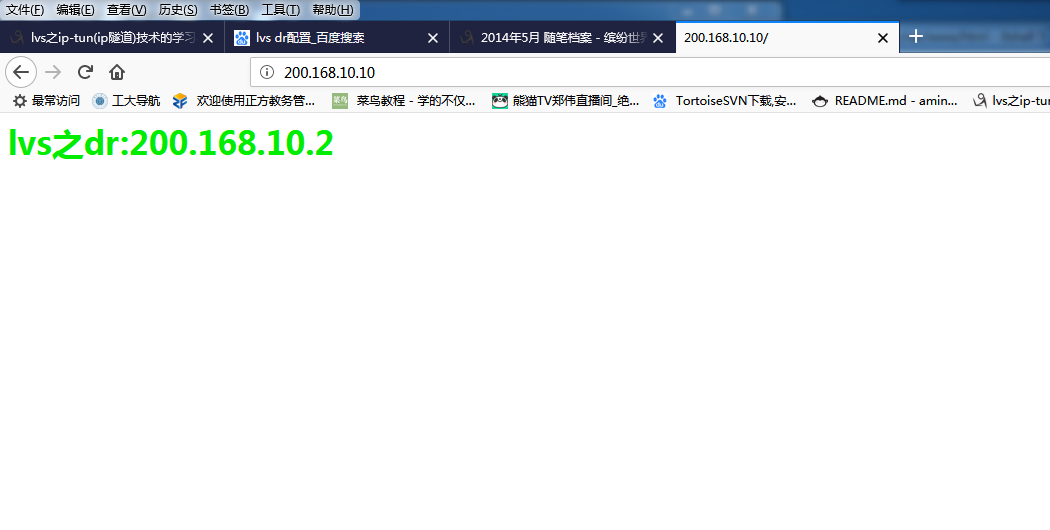 文件(F) 编辑(E) 查看(V) 历史(S) 书签(B) 工具(T) 帮助(H)
lvs之ip-tun(ip隧道)技术的学习 lvs dr配置_百度搜索 2014年5月 随笔档案 - 缤纷世界 200.168.10.10/
200.168.10.10
最常访问 工大导航 欢迎使用正方教务管... 菜鸟 菜鸟教程 - 学的不仅... 熊猫TV郑伟直播间_绝... TortoiseSVN下载,安... README.md - amin... lvs之ip-tun
lvs之dr:200.168.10.2